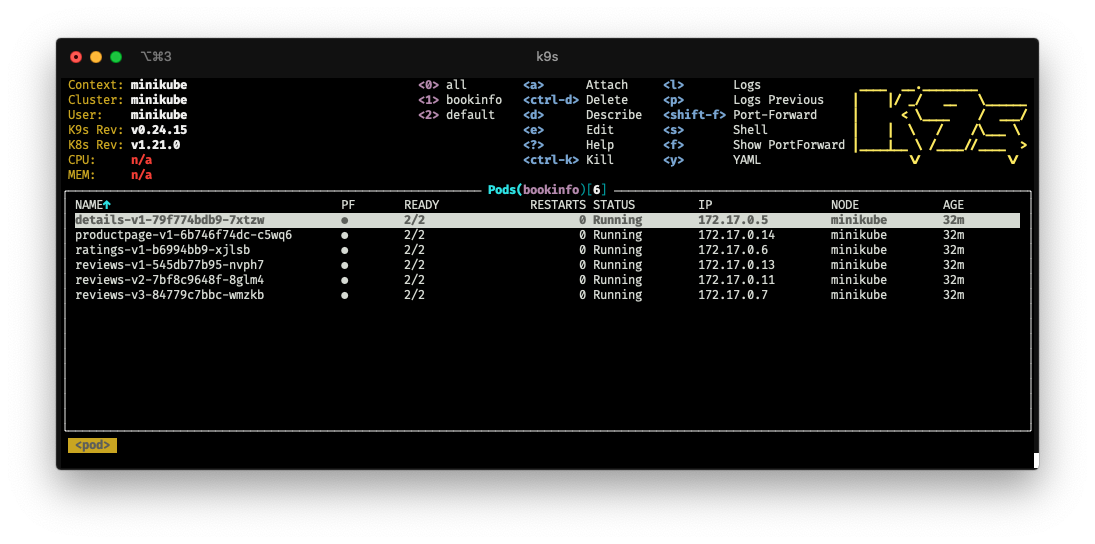 ⌥⌘3 k9s
Context: minikube <0> all <a> Attach <l> Logs
Cluster: minikube <1> bookinfo <ctrl-d> Delete <p> Logs Previous
User: minikube <2> default <d> Describe <shift-f> Port-Forward
K9s Rev: v0.24.15 <e> Edit <s> Shell
K8s Rev: v1.21.0 <?> Help <f> Show PortForward
CPU: n/a <ctrl-k> Kill <y> YAML
MEM: n/a
Pods(bookinfo)[6]
NAME↑ PF READY RESTARTS STATUS IP NODE AGE
details-v1-79f774bdb9-7xtzw ● 2/2 0 Running 172.17.0.5 minikube 32m
productpage-v1-6b746f74dc-c5wq6 ● 2/2 0 Running 172.17.0.14 minikube 32m
ratings-v1-b6994bb9-xjlsb ● 2/2 0 Running 172.17.0.6 minikube 32m
reviews-v1-545db77b95-nvph7 ● 2/2 0 Running 172.17.0.13 minikube 32m
reviews-v2-7bf8c9648f-8glm4 ● 2/2 0 Running 172.17.0.11 minikube 32m
reviews-v3-84779c7bbc-wmzkb ● 2/2 0 Running 172.17.0.7 minikube 32m
<pod>